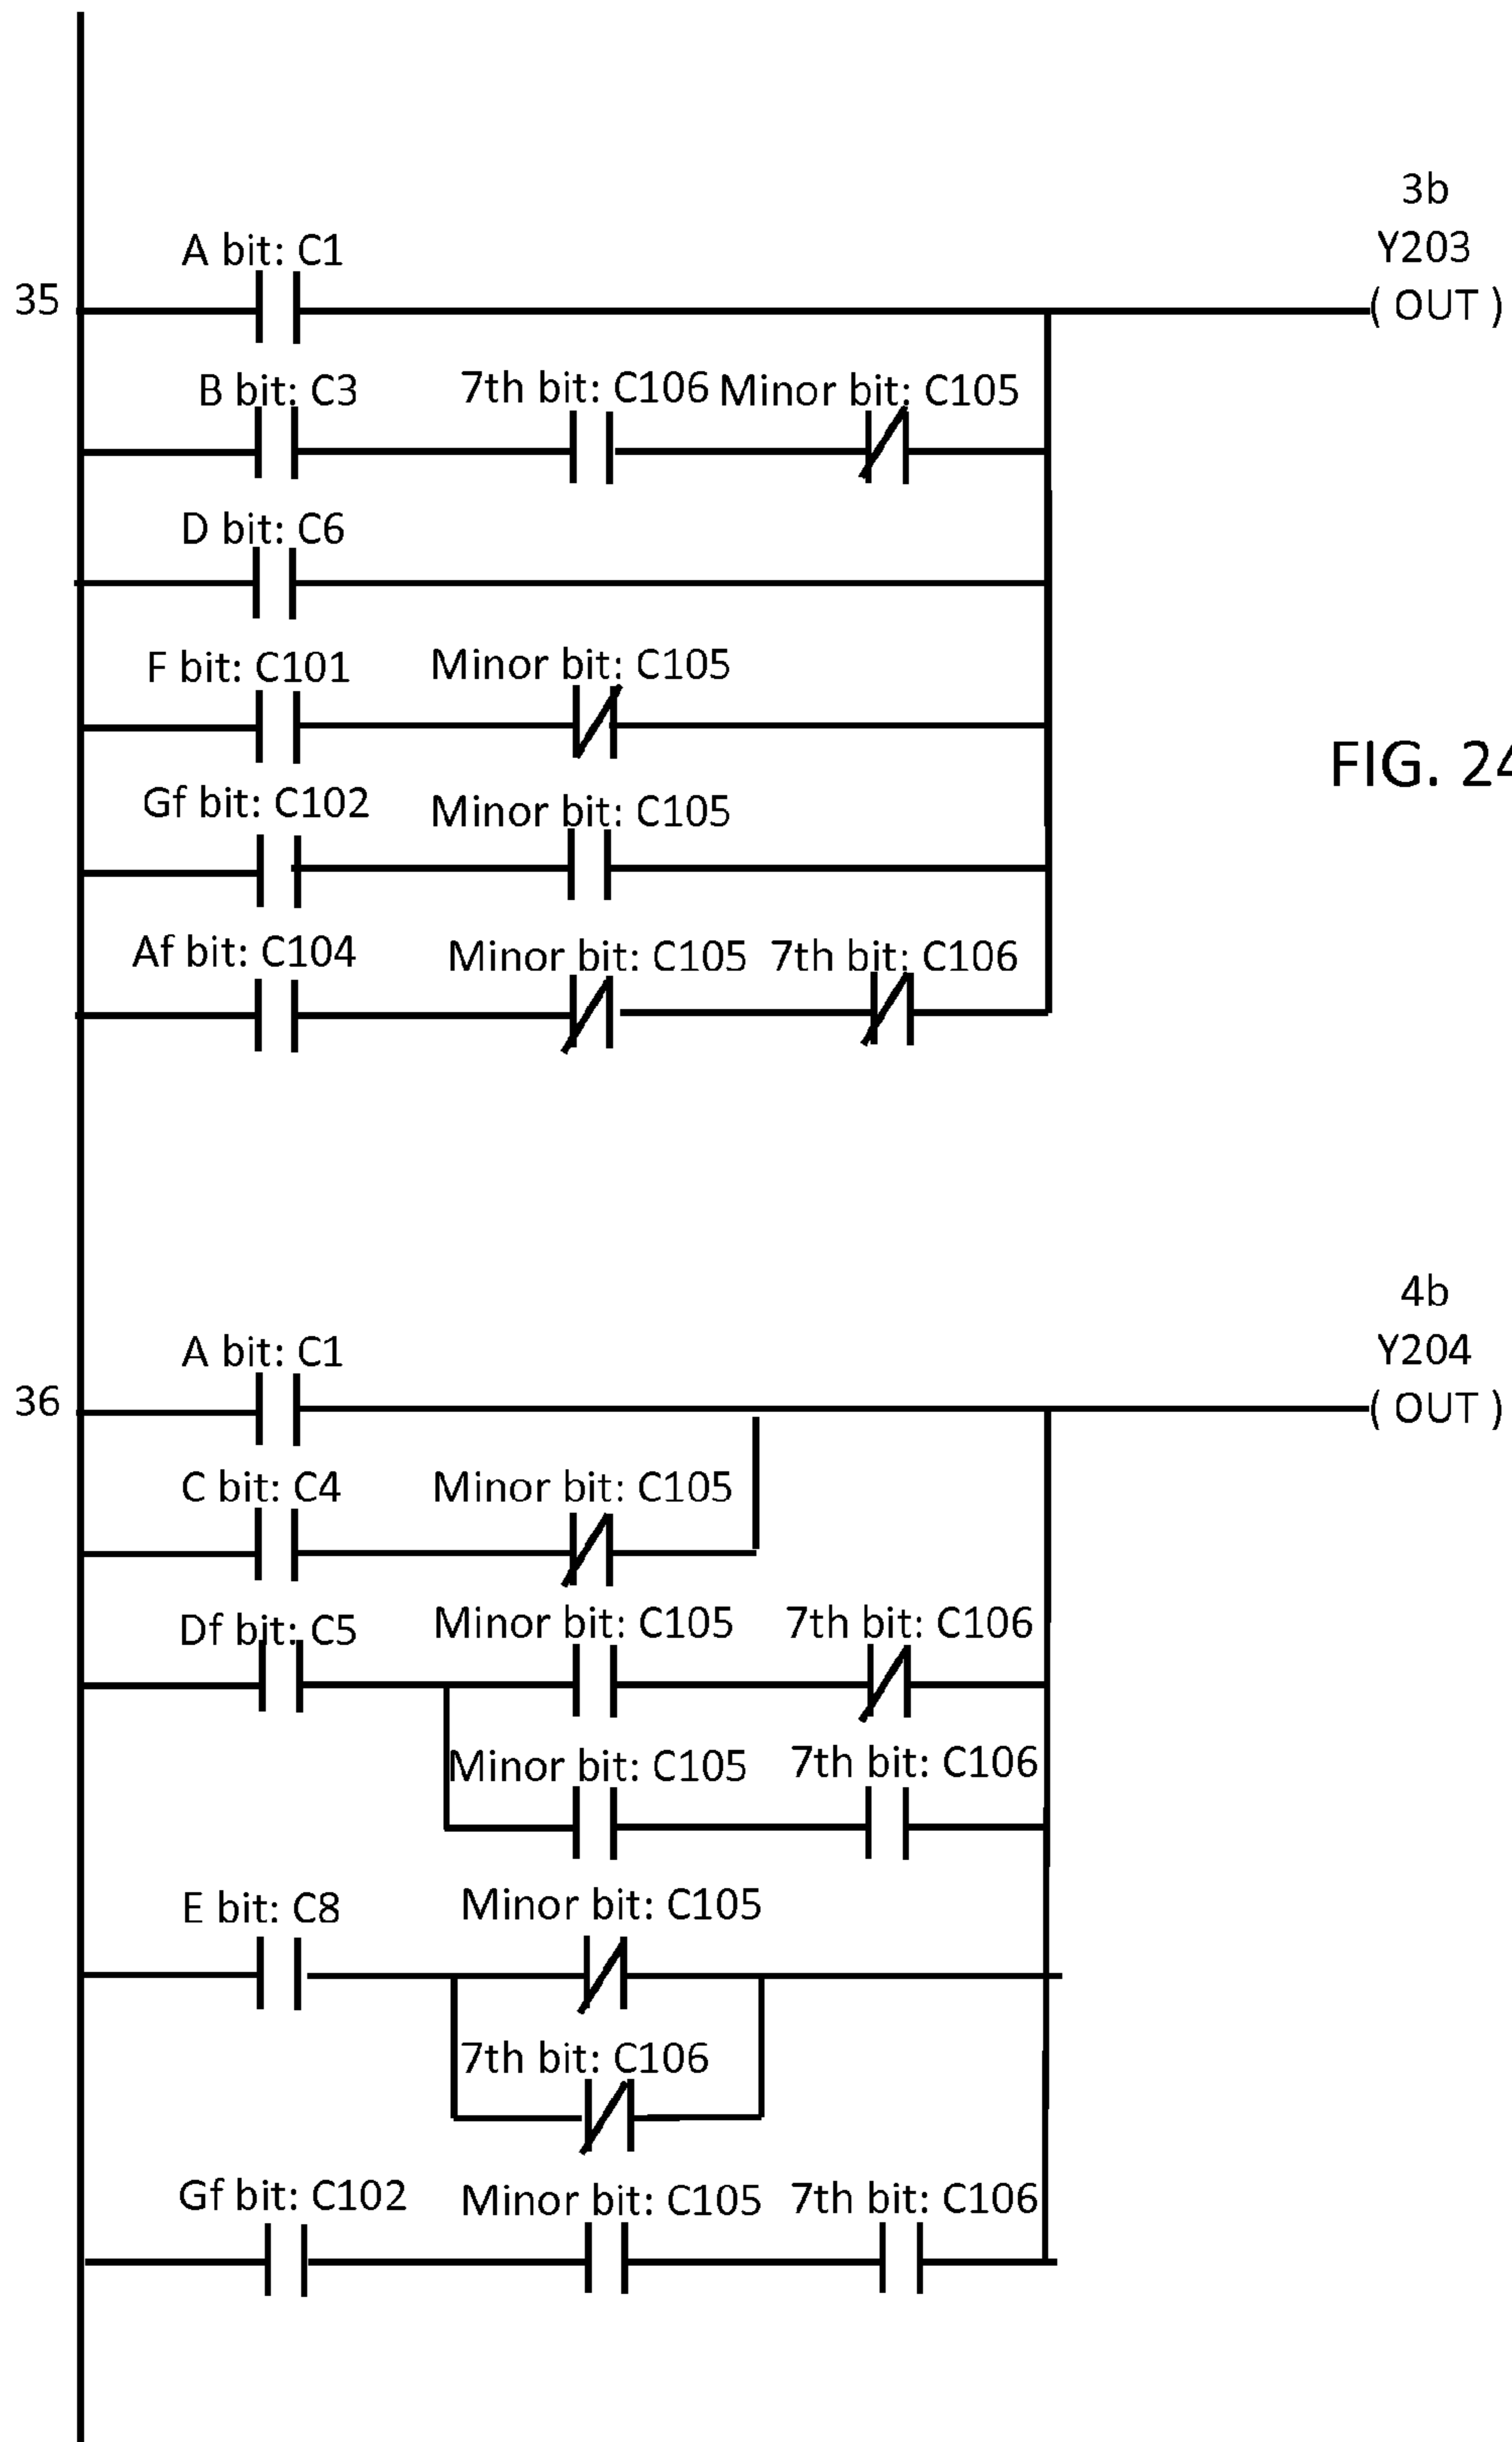 3b
Y203
( OUT )
35
A bit: C1
B bit: C3 7th bit: C106 Minor bit: C105
D bit: C6
F bit: C101 Minor bit: C105
FIG. 24
Gf bit: C102 Minor bit: C105
Af bit: C104 Minor bit: C105 7th bit: C106
4b
Y204
( OUT )
36
A bit: C1
C bit: C4 Minor bit: C105
Df bit: C5 Minor bit: C105 7th bit: C106
Minor bit: C105 7th bit: C106
E bit: C8 Minor bit: C105
7th bit: C106
Gf bit: C102 Minor bit: C105 7th bit: C106